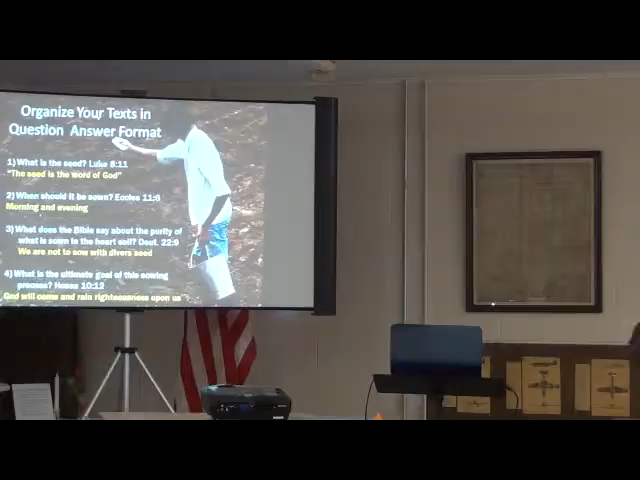 Organize Your Texts in
Question Answer Format
1) What is the seed? Luke 8:11
"The seed is the word of God"
2) When should it be sown? Eccles 11:6
Morning and evening
3) What does the Bible say about the purity of
what is sown in the heart soil? Deut. 22:9
We are not to sow with divers seed
4) What is the ultimate goal of this sowing
process? Hosea 10:12
God will come and rain righteousness upon us